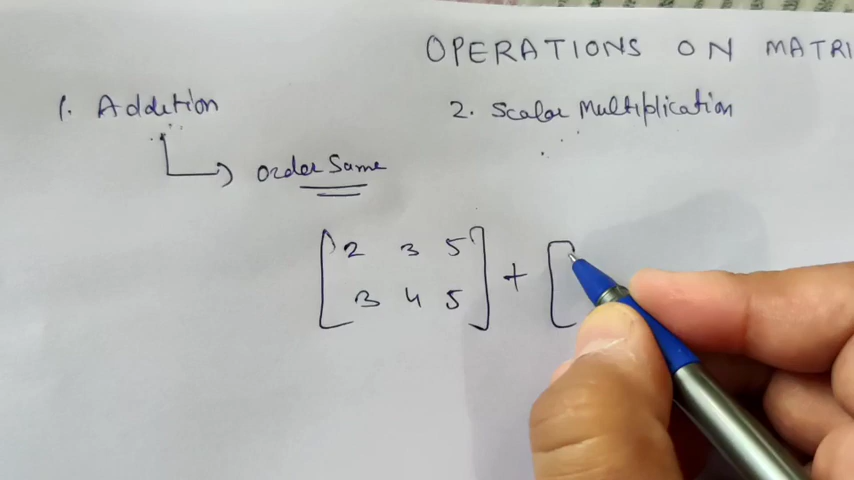 OPERATIONS ON MATRI
1. Addition
2. Scalar Multiplication
Order Same
[ 2 3 5 ] + [
3 4 5